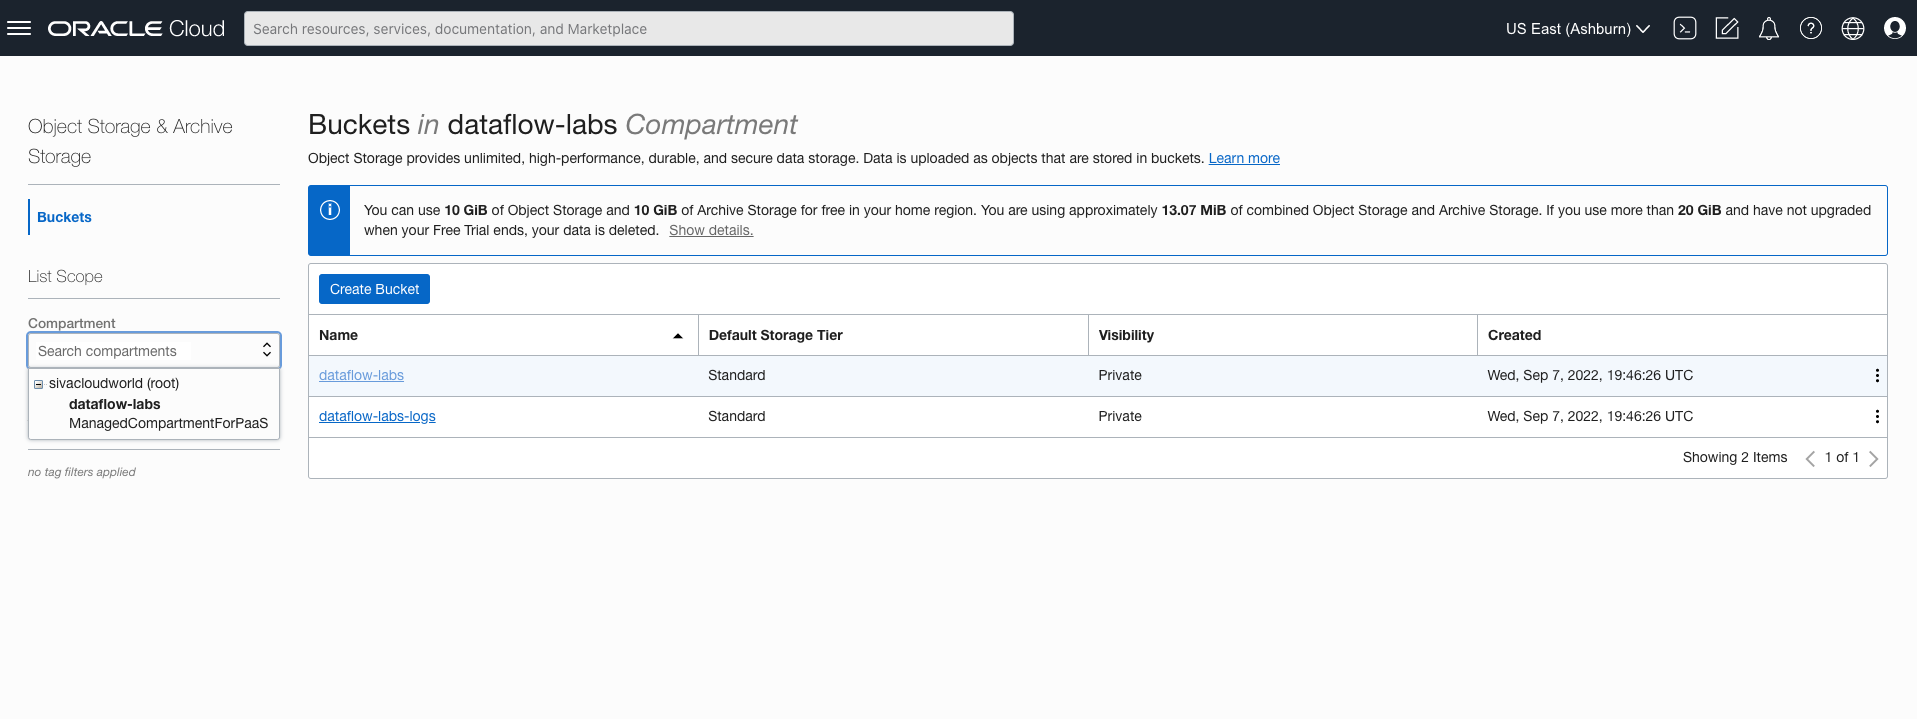 ORACLE Cloud
Search resources, services, documentation, and Marketplace
US East (Ashburn)
Object Storage & Archive
Storage
Buckets
List Scope
Compartment
Search compartments
sivacloudworld (root)
dataflow-labs
ManagedCompartmentForPaaS
no tag filters applied
Buckets in dataflow-labs Compartment
Object Storage provides unlimited, high-performance, durable, and secure data storage. Data is uploaded as objects that are stored in buckets. Learn more
You can use 10 GiB of Object Storage and 10 GiB of Archive Storage for free in your home region. You are using approximately 13.07 MiB of combined Object Storage and Archive Storage. If you use more than 20 GiB and have not upgraded
when your Free Trial ends, your data is deleted. Show details.
Create Bucket
Name Default Storage Tier Visibility Created
dataflow-labs Standard Private Wed, Sep 7, 2022, 19:46:26 UTC
dataflow-labs-logs Standard Private Wed, Sep 7, 2022, 19:46:26 UTC
Showing 2 Items 1 of 1